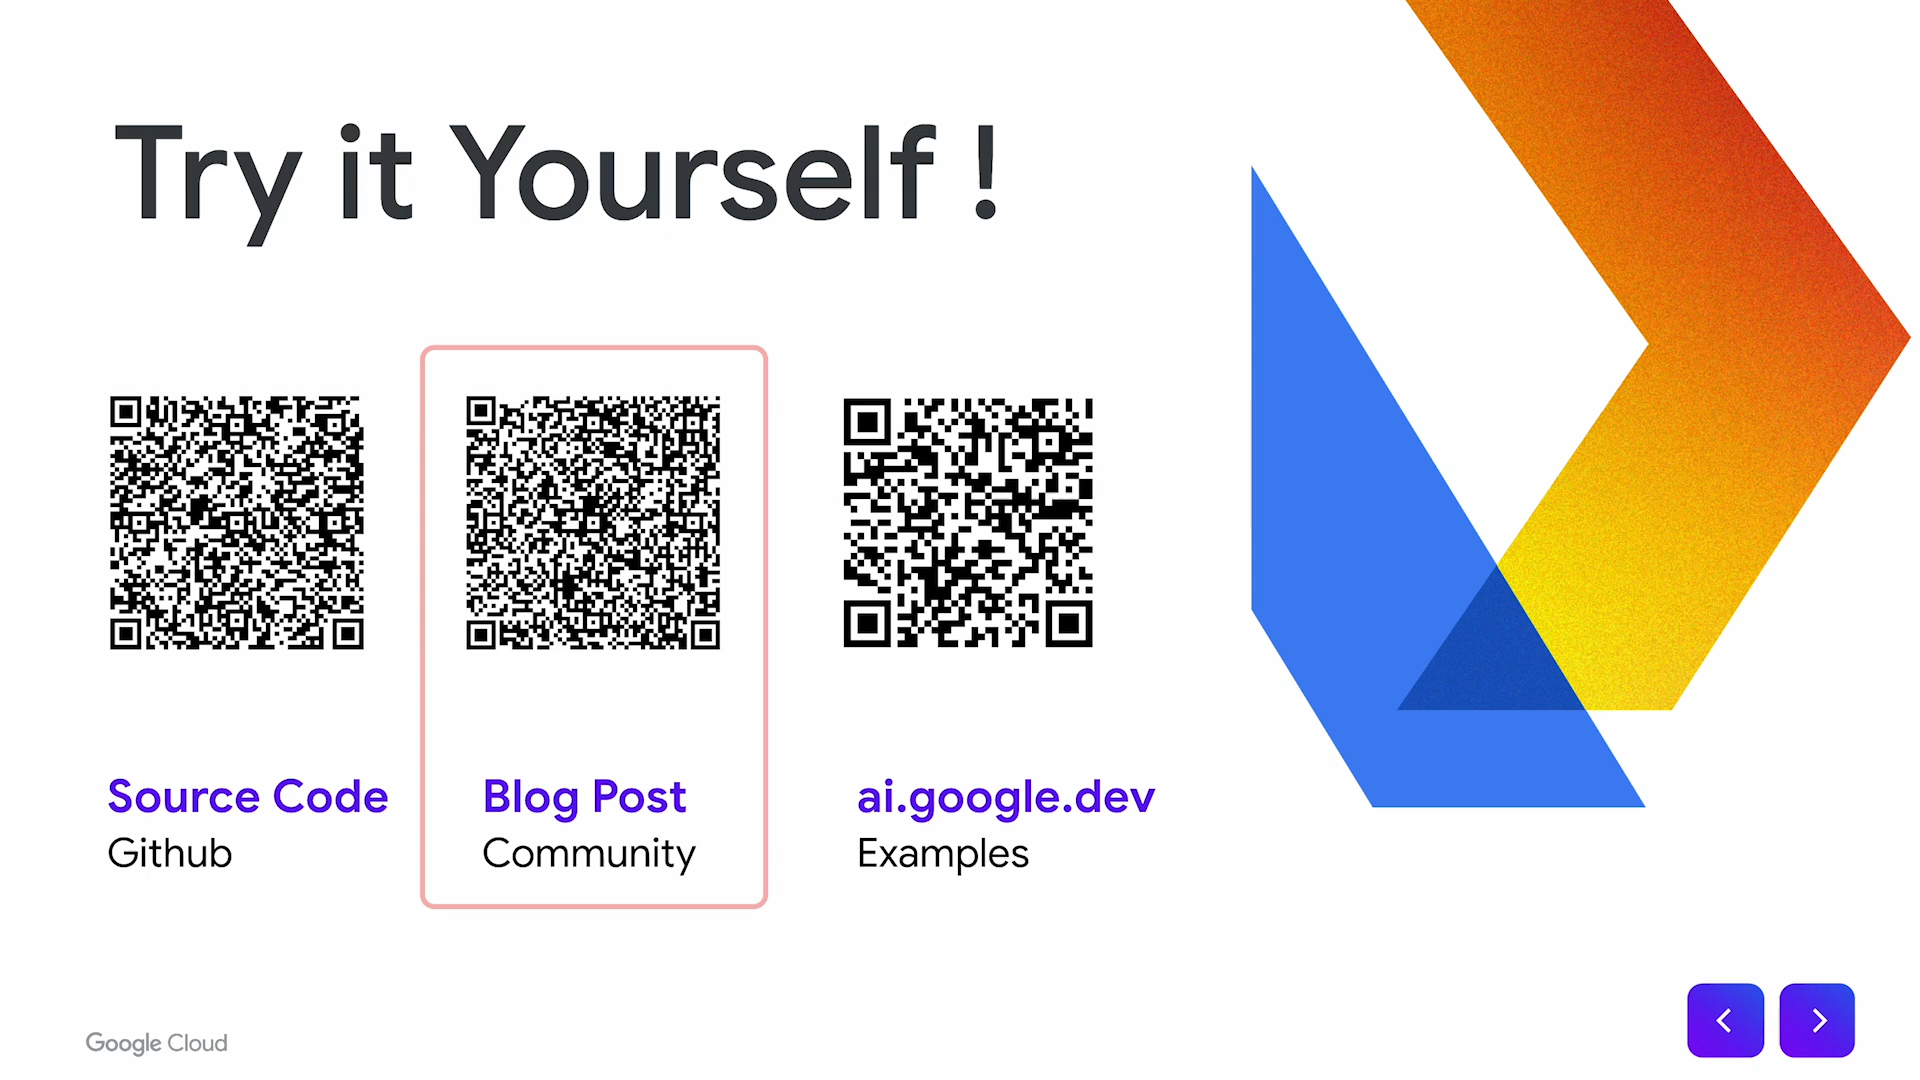 Try it Yourself !
Source Code
Github
Blog Post
Community
ai.google.dev
Examples
Google Cloud